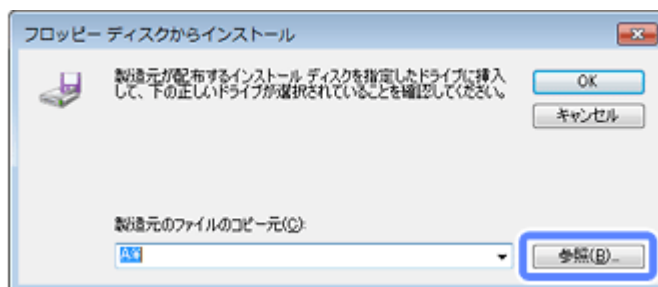 フロッピー ディスクからインストール
製造元が配布するインストール ディスクを指定したドライブに挿入
して、下の正しいドライブが選択されていることを確認してください。
OK
キャンセル
製造元のファイルのコピー元(C):
A:¥
参照(B)...